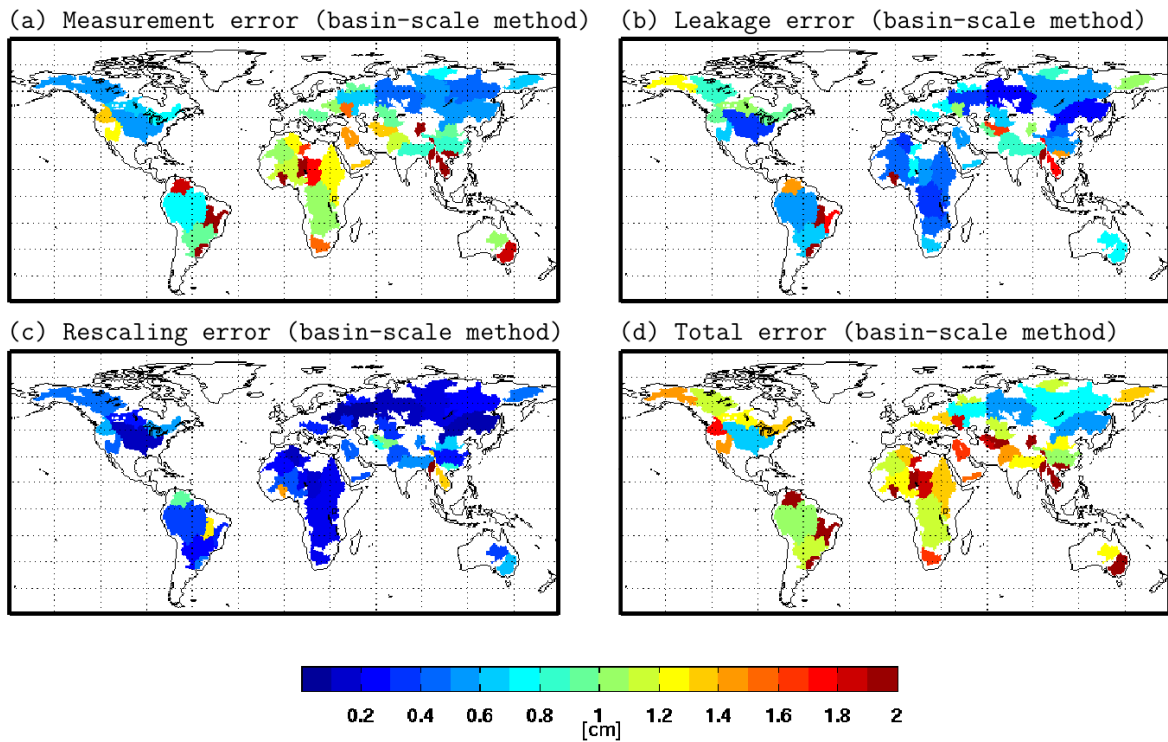 (a) Measurement error (basin-scale method)
(b) Leakage error (basin-scale method)
(c) Rescaling error (basin-scale method)
(d) Total error (basin-scale method)
0.2 0.4 0.6 0.8 1 1.2 1.4 1.6 1.8 2
[cm]